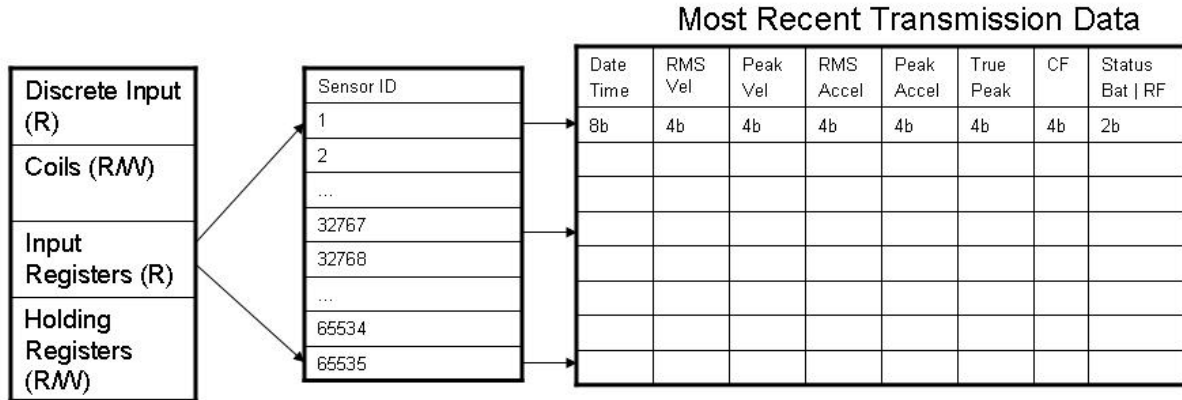 Most Recent Transmission Data
Discrete Input
(R)
Coils (R/W)
Input
Registers (R)
Holding
Registers
(R/W)
Sensor ID
1
2
...
32767
32768
...
65534
65535
Date
Time
RMS
Vel
Peak
Vel
RMS
Accel
Peak
Accel
True
Peak
CF
Status
Bat | RF
8b
4b
4b
4b
4b
4b
4b
2b